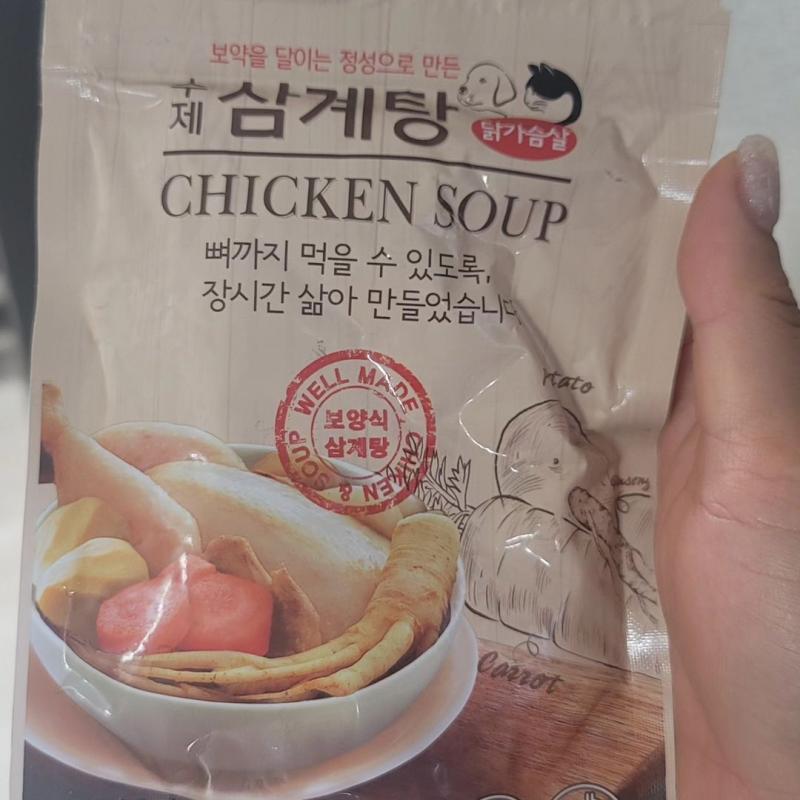 보약을 달이는 정성으로 만든
수제 삼계탕
닭가슴살
CHICKEN SOUP
뼈까지 먹을 수 있도록,
장시간 삶아 만들었습니다
WELL MADE
보양식
삼계탕
CHIKEN & SOUP
Carrot